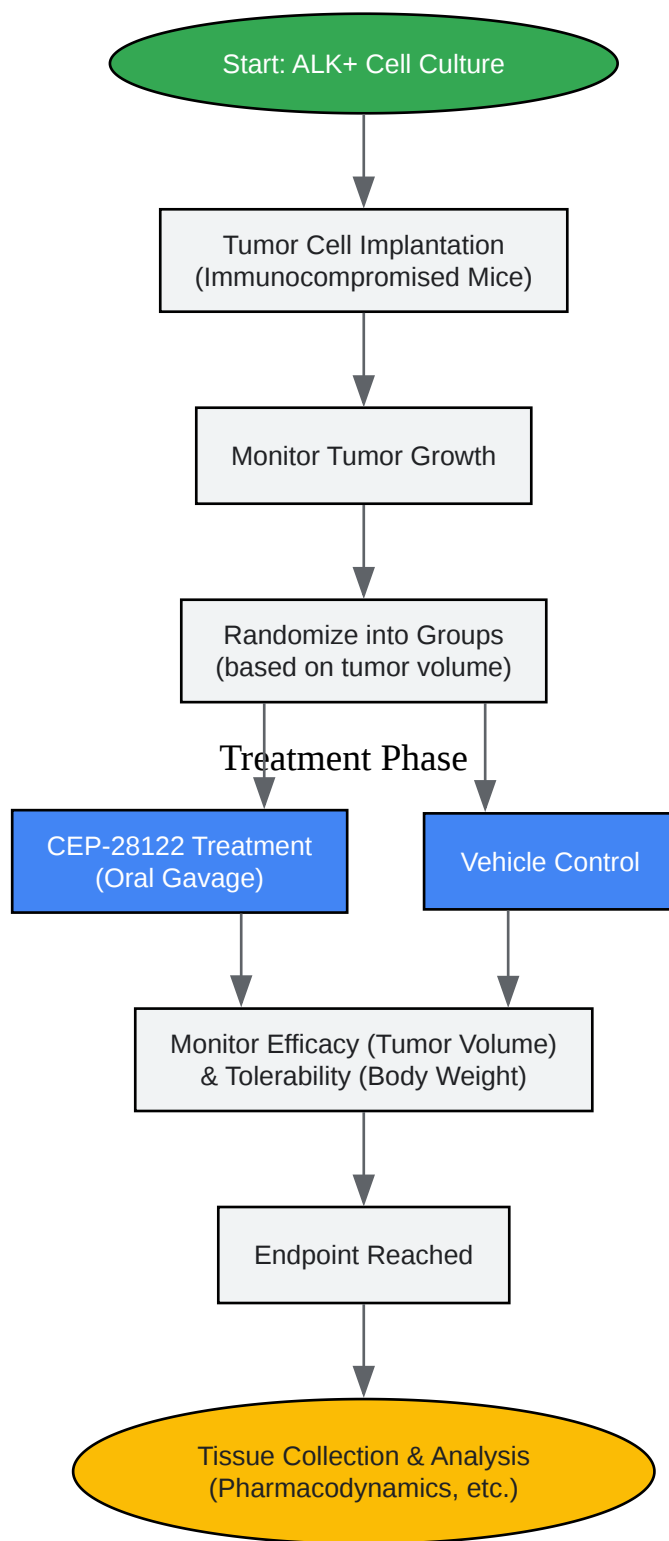 Start: ALK+ Cell Culture
Tumor Cell Implantation
(Immunocompromised Mice)
Monitor Tumor Growth
Randomize into Groups
(based on tumor volume)
Treatment Phase
CEP-28122 Treatment
(Oral Gavage)
Vehicle Control
Monitor Efficacy (Tumor Volume)
& Tolerability (Body Weight)
Endpoint Reached
Tissue Collection & Analysis
(Pharmacodynamics, etc.)